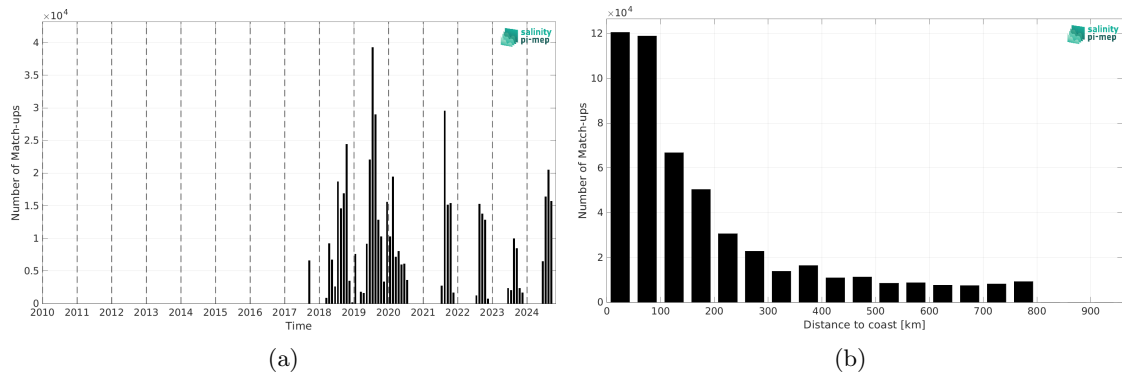 ×10⁴
4
3.5
3
2.5
2
1.5
1
0.5
0
Number of Match-ups
2010 2011 2012 2013 2014 2015 2016 2017 2018 2019 2020 2021 2022 2023 2024
Time
salinity
pi-mep
(a)
×10⁴
12
10
8
6
4
2
0
Number of Match-ups
0 100 200 300 400 500 600 700 800 900
Distance to coast [km]
salinity
pi-mep
(b)